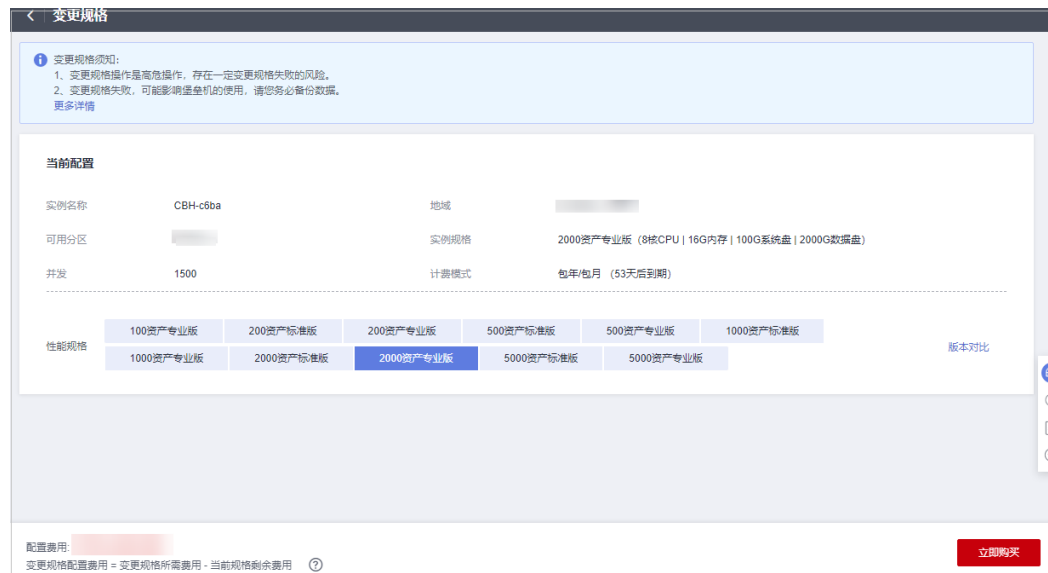 变更规格
变更规格须知:
1、变更规格操作是高危操作，存在一定变更规格失败的风险。
2、变更规格失败，可能影响堡垒机的使用，请您务必备份数据。
更多详情
当前配置
实例名称 CBH-c6ba 地域
可用分区 实例规格 2000资产专业版（8核CPU | 16G内存 | 100G系统盘 | 2000G数据盘）
并发 1500 计费模式 包年/包月 （53天后到期）
性能规格
100资产专业版 200资产标准版 200资产专业版 500资产标准版 500资产专业版 1000资产标准版
1000资产专业版 2000资产标准版 2000资产专业版 5000资产标准版 5000资产专业版
版本对比
配置费用:
变更规格配置费用 = 变更规格所需费用 - 当前规格剩余费用
立即购买